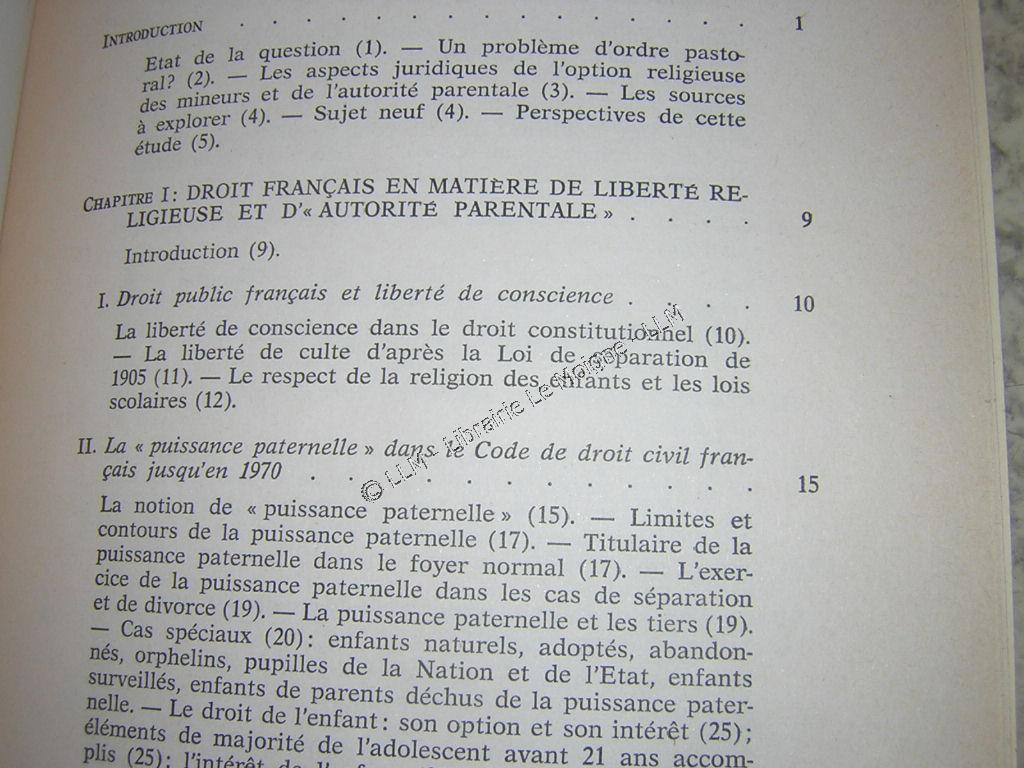 INTRODUCTION . . . . . . . . . . . . . . . 1
Etat de la question (1). — Un problème d'ordre pasto-
ral? (2). — Les aspects juridiques de l'option religieuse
des mineurs et de l'autorité parentale (3). — Les sources
à explorer (4). — Sujet neuf (4). — Perspectives de cette
étude (5).
CHAPITRE I: DROIT FRANÇAIS EN MATIÈRE DE LIBERTÉ RE-
LIGIEUSE ET D'« AUTORITÉ PARENTALE » . . . . 9
Introduction (9).
I. Droit public français et liberté de conscience . . . . 10
La liberté de conscience dans le droit constitutionnel (10).
— La liberté de culte d'après la Loi de séparation de
1905 (11). — Le respect de la religion des enfants et les lois
scolaires (12).
II. La « puissance paternelle » dans le Code de droit civil fran-
çais jusqu'en 1970 . . . . . . . . . . . . 15
La notion de « puissance paternelle » (15). — Limites et
contours de la puissance paternelle (17). — Titulaire de la
puissance paternelle dans le foyer normal (17). — L'exer-
cice de la puissance paternelle dans les cas de séparation
et de divorce (19). — La puissance paternelle et les tiers (19).
— Cas spéciaux (20): enfants naturels, adoptés, abandon-
nés, orphelins, pupilles de la Nation et de l'Etat, enfants
surveillés, enfants de parents déchus de la puissance pater-
nelle. — Le droit de l'enfant: son option et son intérêt (25);
éléments de majorité de l'adolescent avant 21 ans accom-
plis (25); l'intérêt de
© LLM - Librairie Le Moigne - LLM